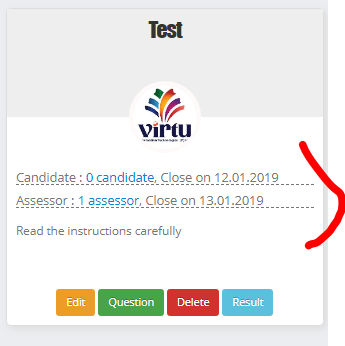 Test
virtu
Candidate : 0 candidate, Close on 12.01.2019
Assessor : 1 assessor, Close on 13.01.2019
Read the instructions carefully
Edit Question Delete Result